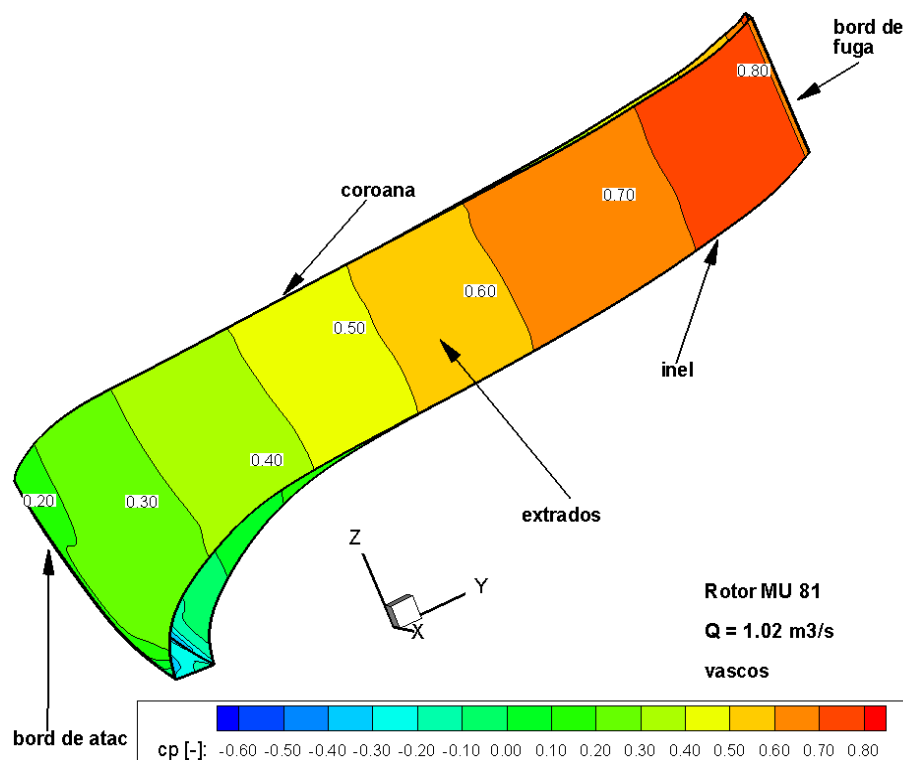 bord de
fuga
0.80
coroana
0.70
0.60
0.50
inel
0.40
0.20
0.30
extrados
Z
Y
X
Rotor MU 81
Q = 1.02 m3/s
vascos
bord de atac
cp [-]: -0.60 -0.50 -0.40 -0.30 -0.20 -0.10 0.00 0.10 0.20 0.30 0.40 0.50 0.60 0.70 0.80